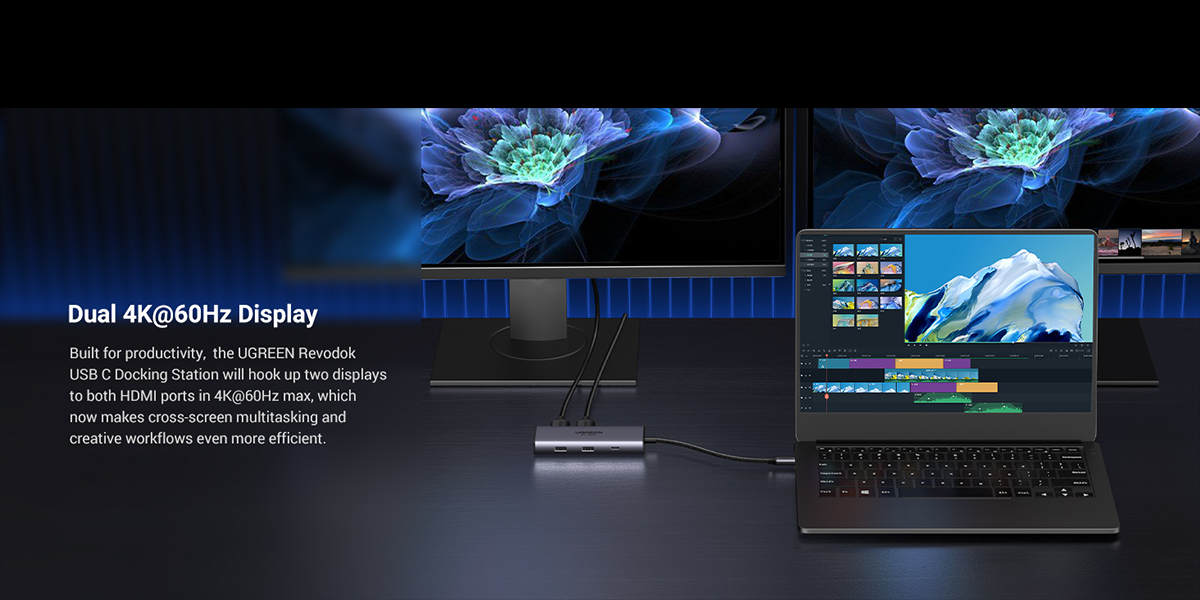 Dual 4K@60Hz Display
Built for productivity, the UGREEN Revodok
USB C Docking Station will hook up two displays
to both HDMI ports in 4K@60Hz max, which
now makes cross-screen multitasking and
creative workflows even more efficient.
UGREEN